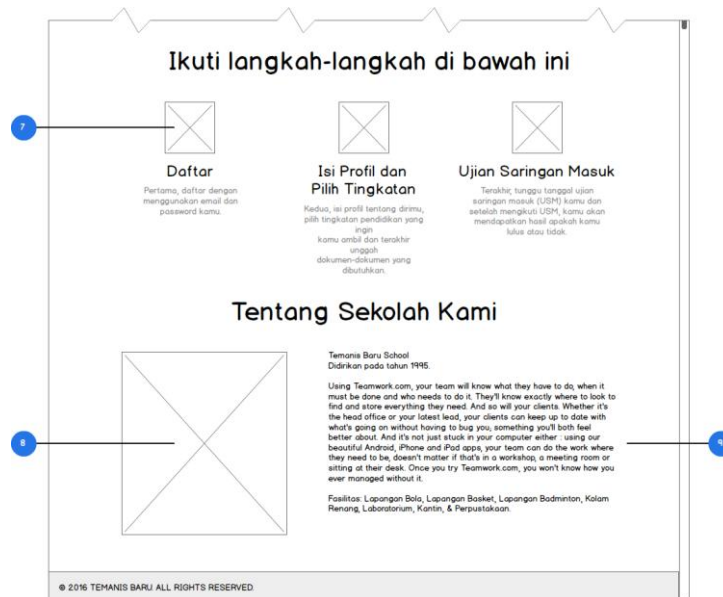 Ikuti langkah-langkah di bawah ini
7
Daftar
Pertama, daftar dengan
menggunakan email dan
password kamu.
Isi Profil dan
Pilih Tingkatan
Kedua, isi profil tentang dirimu,
pilih tingkatan pendidikan yang
ingin
kamu ambil dan terakhir
unggah
dokumen-dokumen yang
dibutuhkan.
Ujian Saringan Masuk
Terakhir, tunggu tanggal ujian
saringan masuk (USM) kamu dan
setelah mengikuti USM, kamu akan
mendapatkan hasil apakah kamu
lulus atau tidak.
Tentang Sekolah Kami
8
Temanis Baru School
Didirikan pada tahun 1995.
Using Teamwork.com, your team will know what they have to do, when it
must be done and who needs to do it. They'll know exactly where to look to
find and store everything they need. And so will your clients. Whether it's
the head office or your latest lead, your clients can keep up to date with
what's going on without having to bug you; something you'll both feel
better about. And it's not just stuck in your computer either : using our
beautiful Android, iPhone and iPad apps, your team can do the work where
they need to be, doesn't matter if that's in a workshop, a meeting room or
sitting at their desk. Once you try Teamwork.com, you won't know how you
ever managed without it.
Fasilitas: Lapangan Bola, Lapangan Basket, Lapangan Badminton, Kolam
Renang, Laboratorium, Kantin, & Perpustakaan.
9
© 2016 TEMANIS BARU. ALL RIGHTS RESERVED.